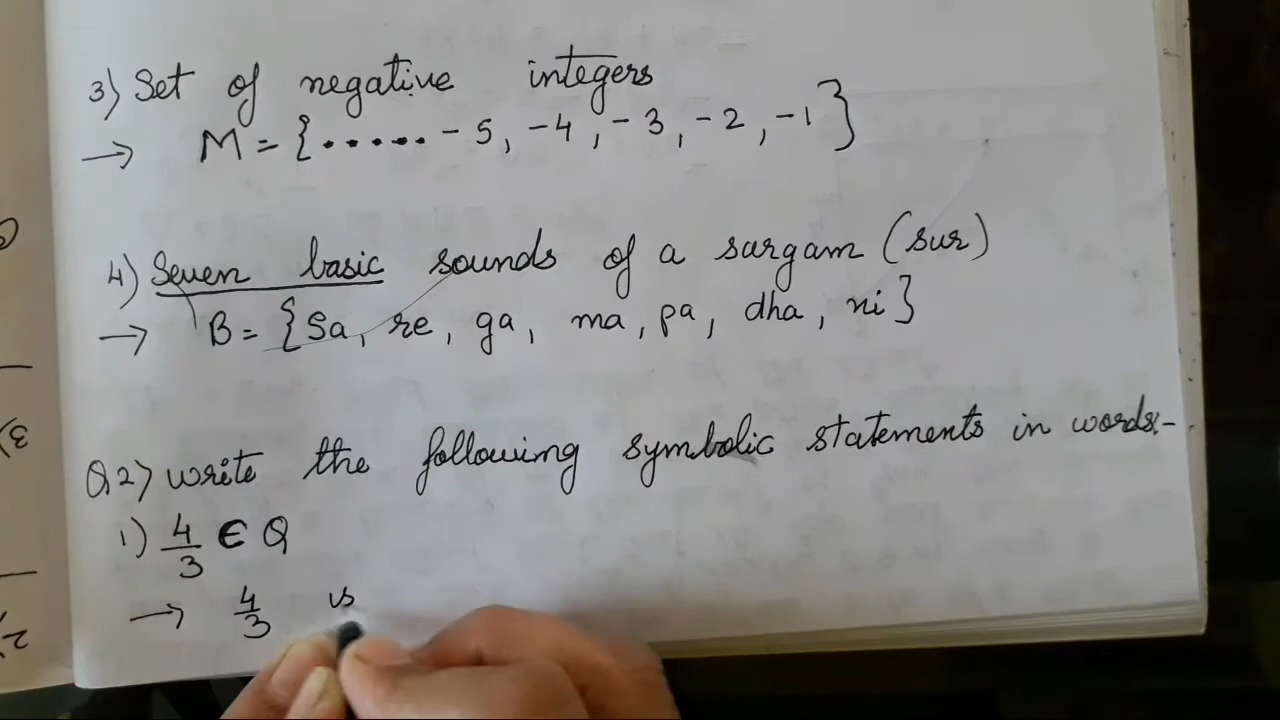 3) Set of negative integers
→ M = {..... -5, -4, -3, -2, -1}
4) Seven basic sounds of a sargam (sur)
→ B = {Sa, re, ga, ma, pa, dha, ni}
Q2) write the following symbolic statements in words:-
1) 4/3 ∈ Q
→ 4/3 is